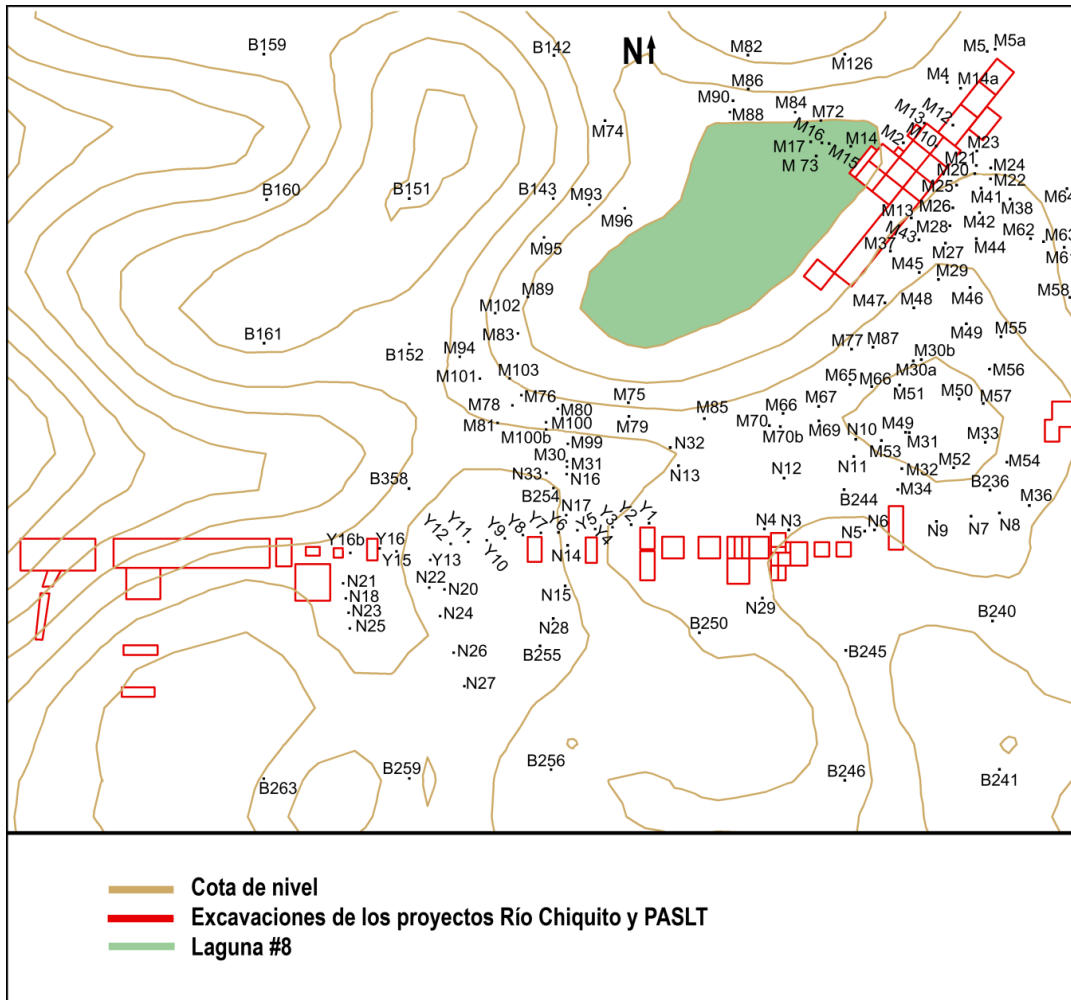 B159
B142
N
M82
M126
M5
M5a
M86
M4
M14a
M90
M88
M84
M72
M74
M13
M12
M16
M17
M15
M14
M2
M10
M 73
M23
M21
M20
M24
M22
B160
B151
B143
M93
M96
M25
M41
M64
M13
M26
M38
M28
M42
M43
M62
M63
M95
M37
M27
M44
M61
M45
M29
M89
M102
M47
M48
M46
M58
M83
M49
M55
B161
B152
M94
M77
M87
M30b
M101
M103
M30a
M56
M65
M66
M51
M50
M57
M76
M78
M80
M75
M85
M66
M67
M81
M100
M79
M70
M70b
M69
N10
M49
M31
M100b
M99
N32
M53
M33
M30
M31
N16
N13
N12
N11
M32
M52
M54
B358
N33
B254
B244
M34
B236
M36
N17
Y16b
Y16
Y15
Y12
Y11
Y9
Y10
Y8
Y7
Y6
Y5
Y4
Y3
Y2
Y1
N4
N3
N5
N6
N9
N7
N8
Y13
N14
N21
N22
N20
N15
N18
N23
N24
N29
N25
N28
B250
B240
N26
B255
B245
N27
B263
B259
B256
B246
B241
Cota de nivel
Excavaciones de los proyectos Río Chiquito y PASLT
Laguna #8